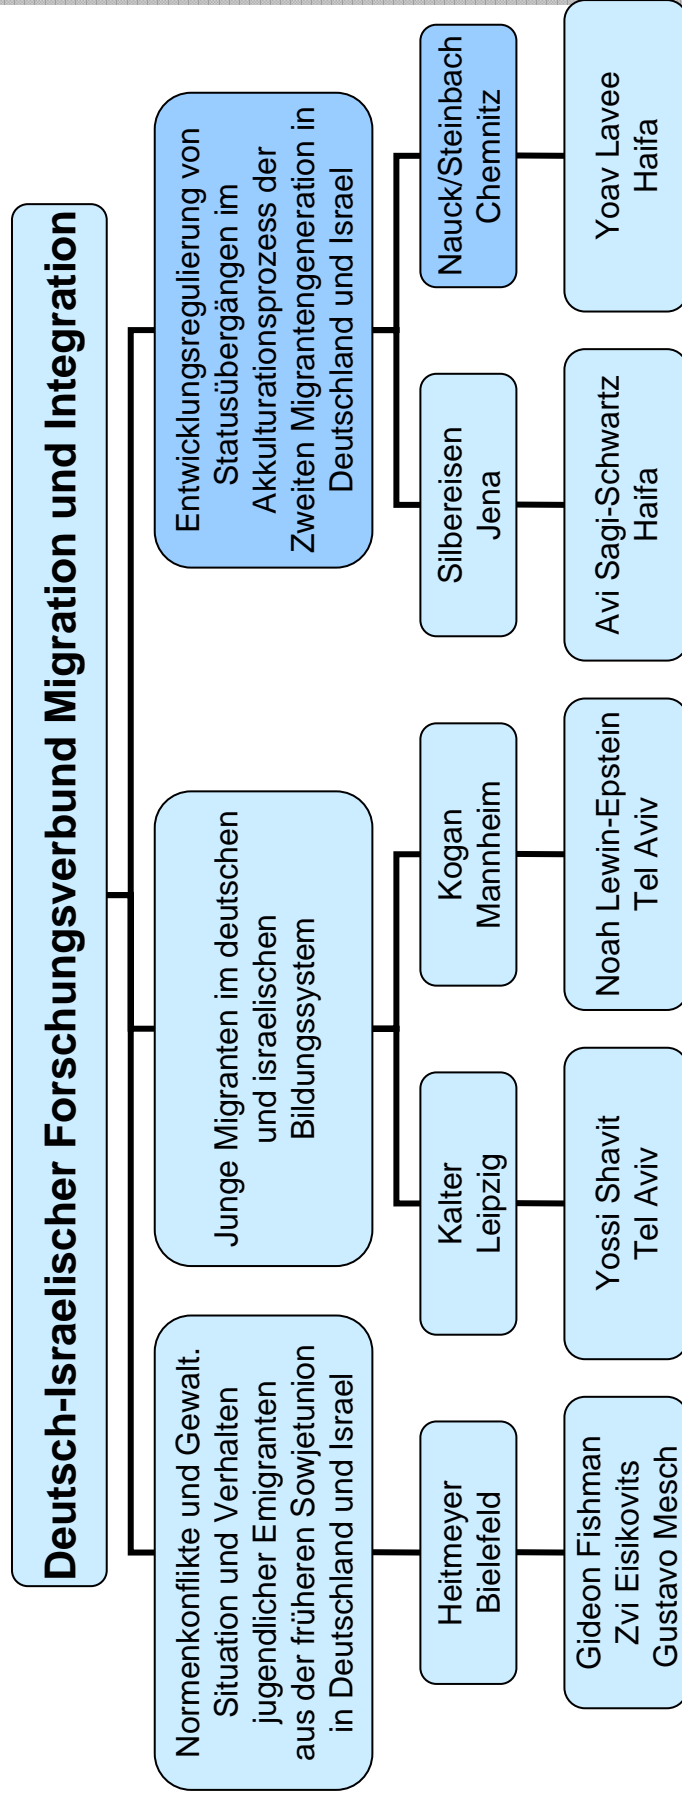 Deutsch-Israelischer Forschungsverbund Migration und Integration
Normenkonflikte und Gewalt.
Situation und Verhalten
jugendlicher Emigranten
aus der früheren Sowjetunion
in Deutschland und Israel
Junge Migranten im deutschen
und israelischen
Bildungssystem
Entwicklungsregulierung von
Statusübergängen im
Akkulturationsprozess der
Zweiten Migrantengeneration in
Deutschland und Israel
Heitmeyer
Bielefeld
Kalter
Leipzig
Kogan
Mannheim
Silbereisen
Jena
Nauck/Steinbach
Chemnitz
Gideon Fishman
Zvi Eisikovits
Gustavo Mesch
Yossi Shavit
Tel Aviv
Noah Lewin-Epstein
Tel Aviv
Avi Sagi-Schwartz
Haifa
Yoav Lavee
Haifa